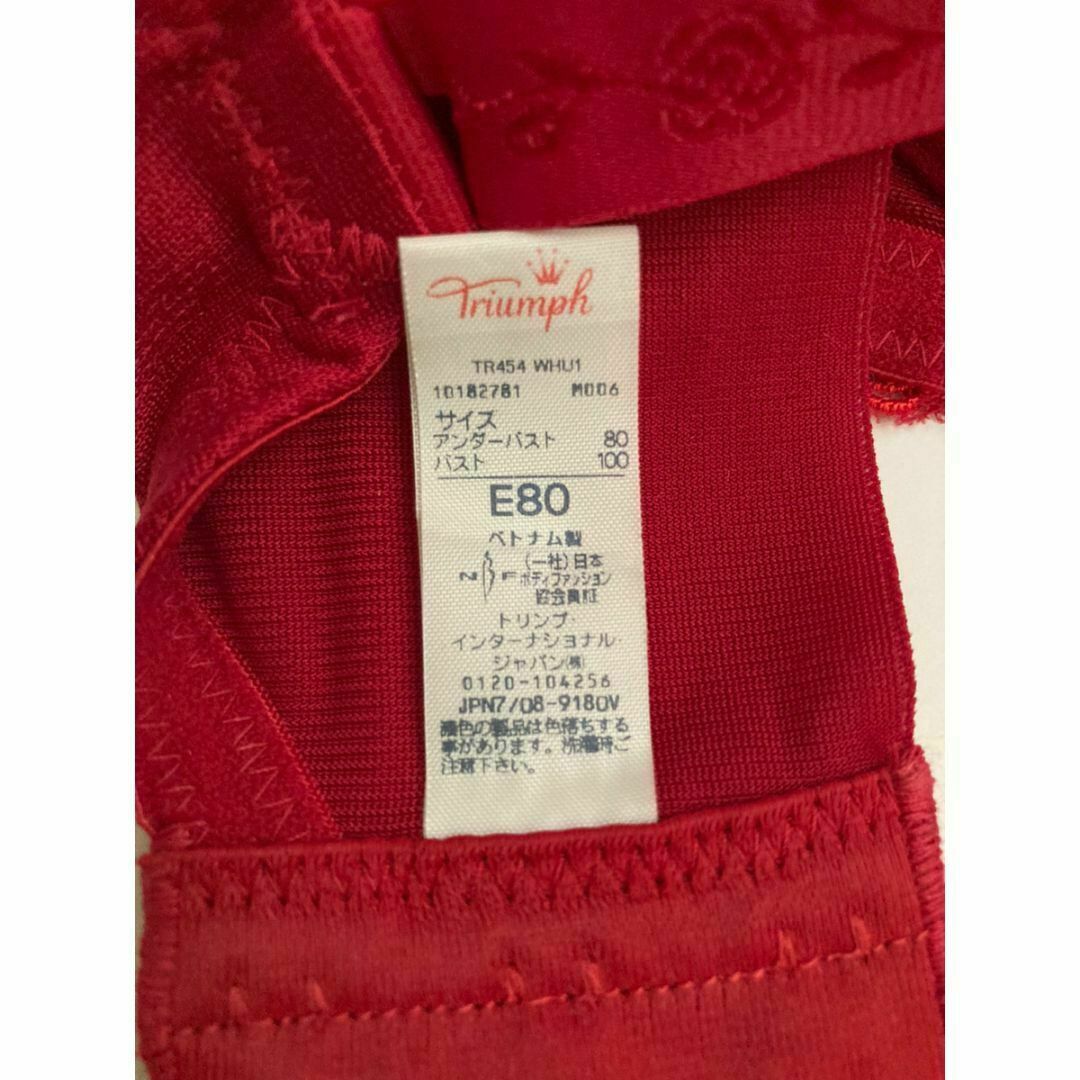 Triumph
TR454 WHU1
10182781 M006
サイズ
アンダーバスト 80
バスト 100
E80
ベトナム製
(一社)日本
ボディファッション
協会員証
トリンプ・
インターナショナル・
ジャパン㈱
0120-104256
JPN7/08-9180V
濃色の製品は色落ちする
事があります。洗濯時ご
注意下さい。